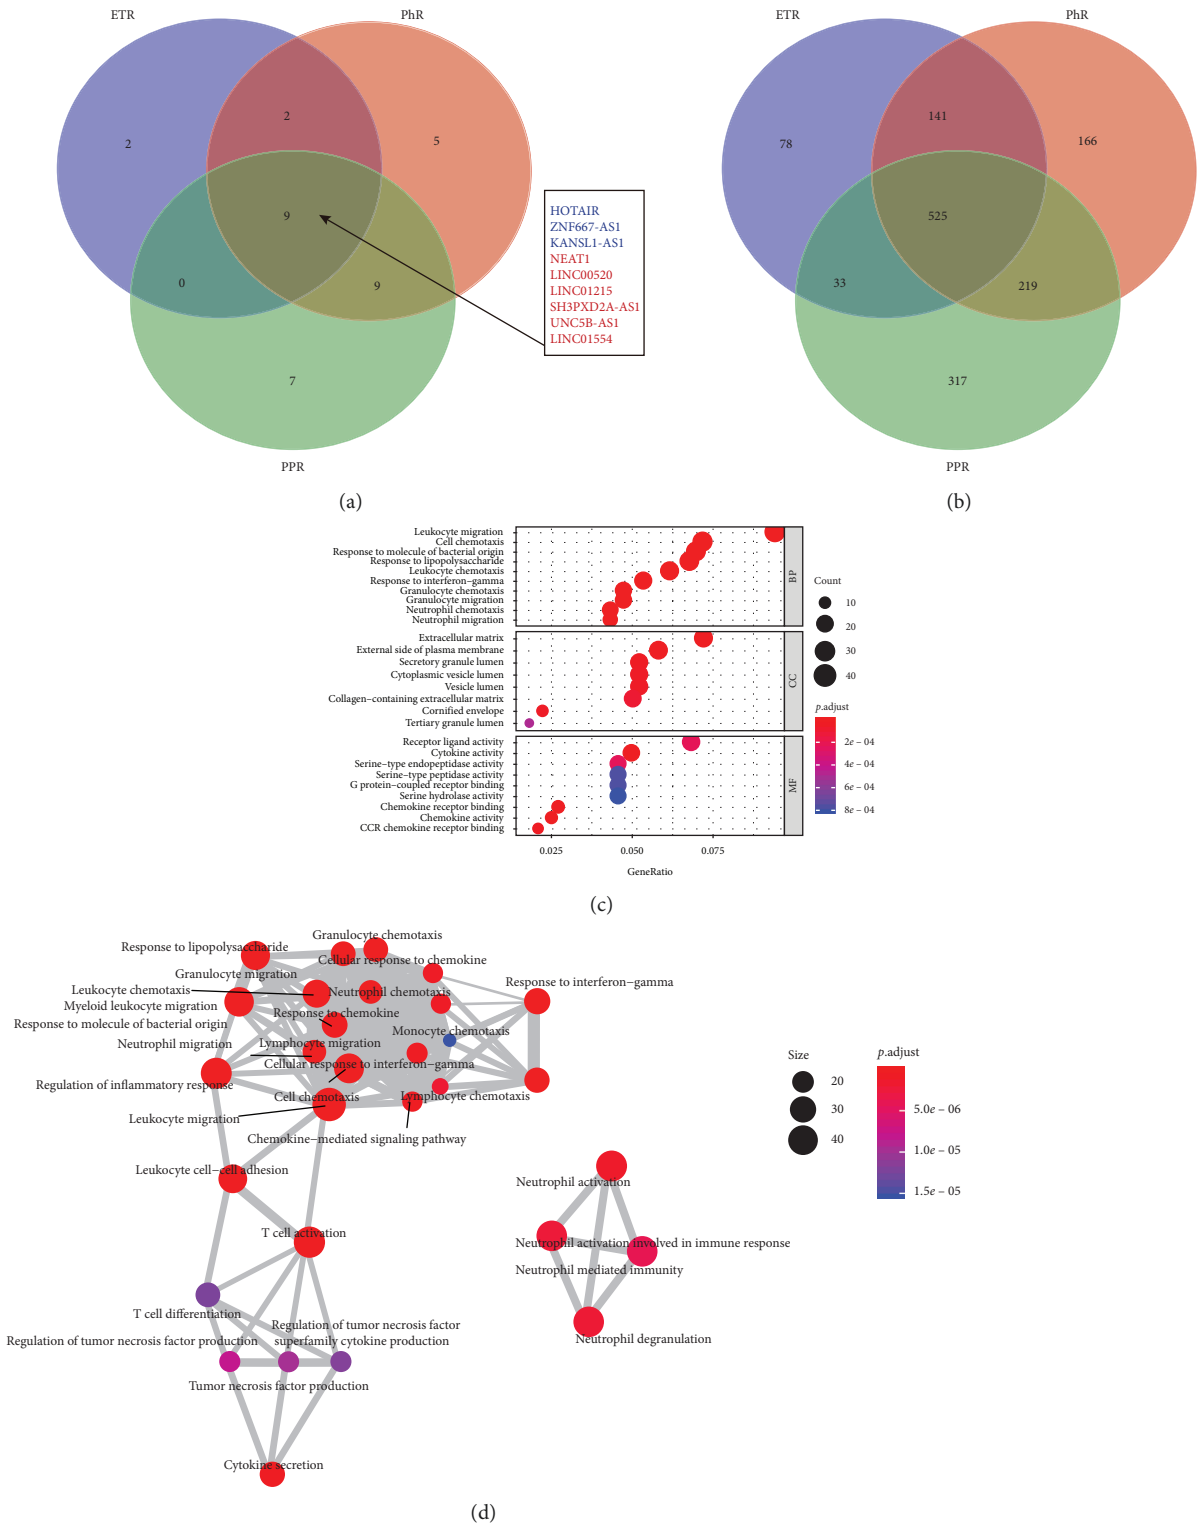 ETR
PhR
2
2
5
9
0
9
7
PPR
HOTAIR
ZNF667-AS1
KANSL1-AS1
NEAT1
LINC00520
LINC01215
SH3PXD2A-AS1
UNC5B-AS1
LINC01554
(a)
ETR
PhR
78
141
166
525
33
219
317
PPR
(b)
Leukocyte migration
Cell chemotaxis
Response to molecule of bacterial origin
Response to lipopolysaccharide
Leukocyte chemotaxis
Response to interferon−gamma
Granulocyte chemotaxis
Granulocyte migration
Neutrophil chemotaxis
Neutrophil migration
BP
Extracellular matrix
External side of plasma membrane
Secretory granule lumen
Cytoplasmic vesicle lumen
Vesicle lumen
Collagen−containing extracellular matrix
Cornified envelope
Tertiary granule lumen
CC
Receptor ligand activity
Cytokine activity
Serine−type endopeptidase activity
Serine−type peptidase activity
G protein−coupled receptor binding
Serine hydrolase activity
Chemokine receptor binding
Chemokine activity
CCR chemokine receptor binding
MF
0.025 0.050 0.075
GeneRatio
Count
10
20
30
40
p.adjust
2e − 04
4e − 04
6e − 04
8e − 04
(c)
Granulocyte chemotaxis
Response to lipopolysaccharide
Cellular response to chemokine
Granulocyte migration
Response to interferon−gamma
Leukocyte chemotaxis
Neutrophil chemotaxis
Myeloid leukocyte migration
Response to chemokine
Response to molecule of bacterial origin
Monocyte chemotaxis
Neutrophil migration
Lymphocyte migration
Cellular response to interferon−gamma
Regulation of inflammatory response
Cell chemotaxis
Lymphocyte chemotaxis
Leukocyte migration
Chemokine−mediated signaling pathway
Leukocyte cell−cell adhesion
T cell activation
T cell differentiation
Regulation of tumor necrosis factor
superfamily cytokine production
Regulation of tumor necrosis factor production
Tumor necrosis factor production
Cytokine secretion
Neutrophil activation
Neutrophil activation involved in immune response
Neutrophil mediated immunity
Neutrophil degranulation
Size
20
30
40
p.adjust
5.0e − 06
1.0e − 05
1.5e − 05
(d)